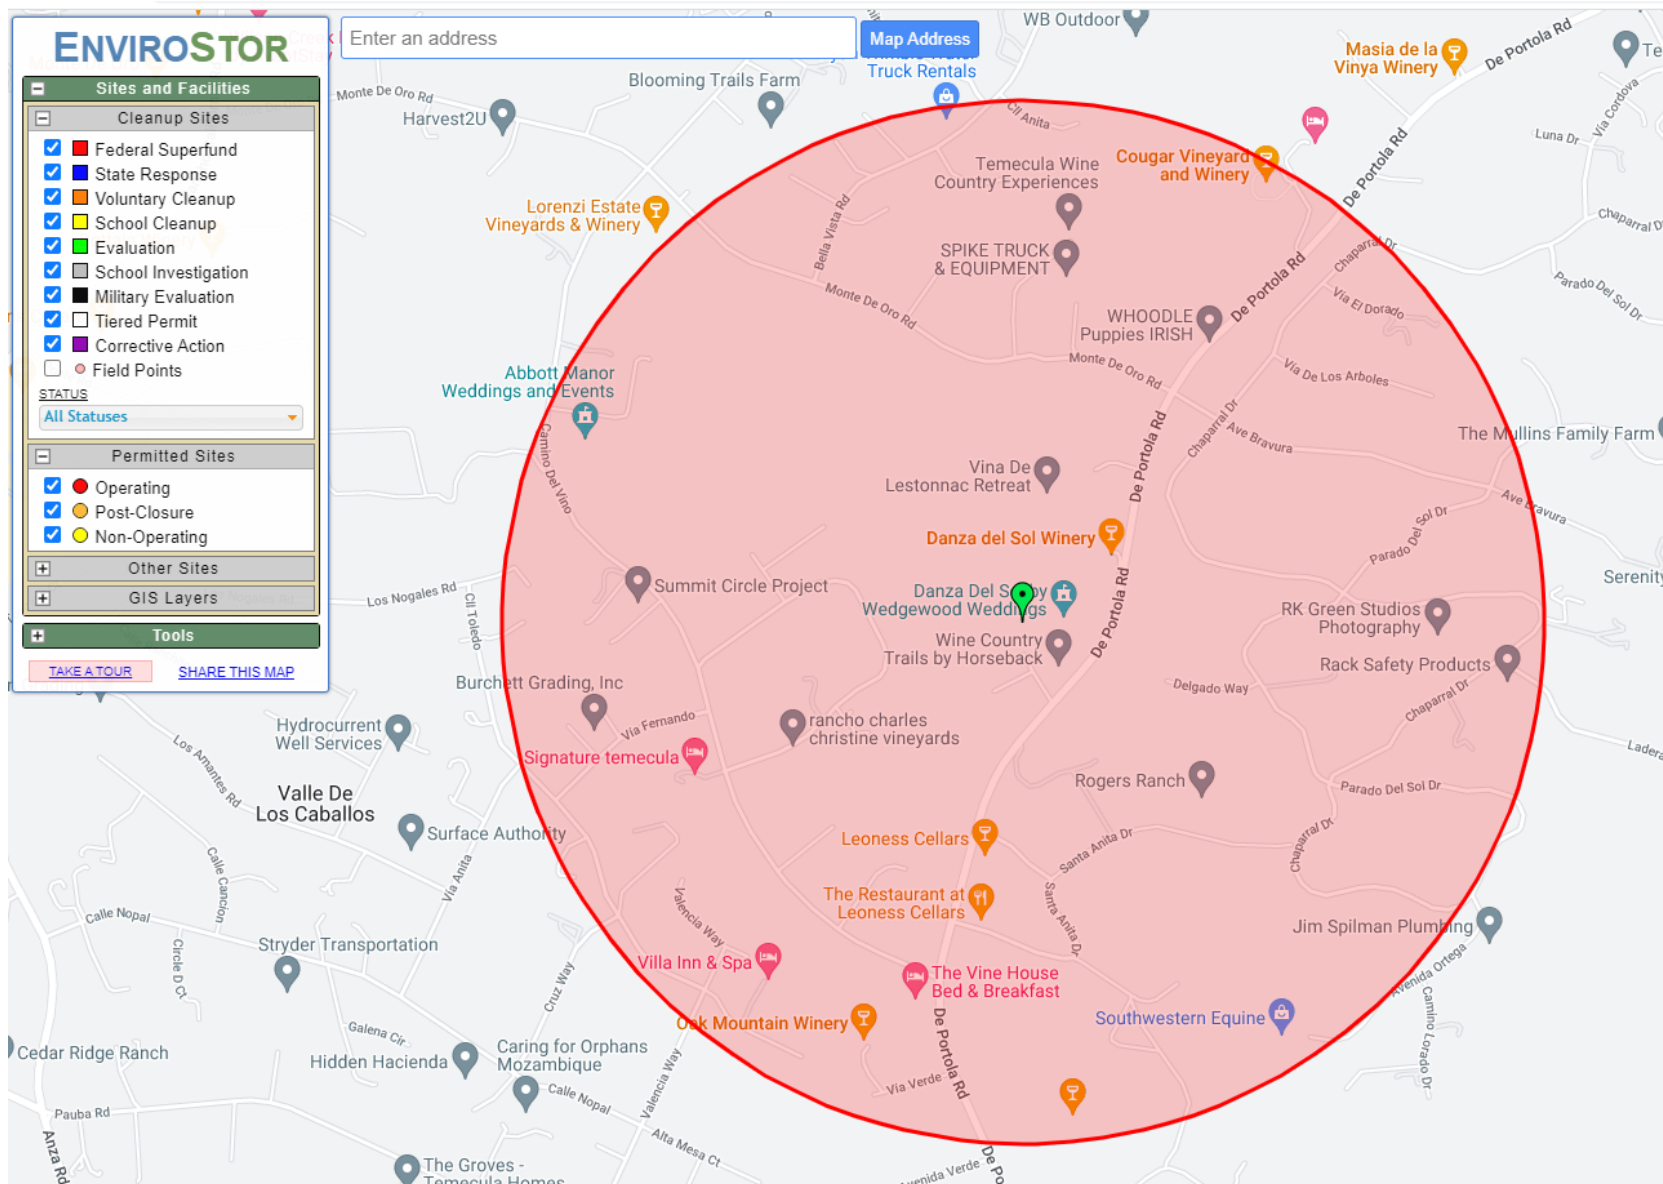 ENVIROSTOR
Enter an address
Map Address
Sites and Facilities
Cleanup Sites
Federal Superfund
State Response
Voluntary Cleanup
School Cleanup
Evaluation
School Investigation
Military Evaluation
Tiered Permit
Corrective Action
Field Points
STATUS
All Statuses
Permitted Sites
Operating
Post-Closure
Non-Operating
Other Sites
GIS Layers
Tools
TAKE A TOUR
SHARE THIS MAP
WB Outdoor
De Portola Rd
Masia de la
Vinya Winery
Te
Truck Rentals
Blooming Trails Farm
Monte De Oro Rd
Harvest2U
Cll Anita
Via Cordova
Luna Dr
Temecula Wine
Country Experiences
Cougar Vineyard
and Winery
De Portola Rd
Lorenzi Estate
Vineyards & Winery
Bella Vista Rd
Chaparral D
SPIKE TRUCK
& EQUIPMENT
Chaparral Dr
De Portola Rd
Parado Del Sol Dr
Monte De Oro Rd
Via El Dorado
WHOODLE
Puppies IRISH
Monte De Oro Rd
Via De Los Arboles
Abbott Manor
Weddings and Events
Chaparral Dr
Ave Bravura
The Mullins Family Farm
Camino Del Vino
De Portola Rd
Vina De
Lestonnac Retreat
Ave Bravura
Parado Del Sol Dr
Danza del Sol Winery
Serenity
Summit Circle Project
Los Nogales Rd
Cll Toledo
Danza Del Sol by
Wedgewood Weddings
De Portola Rd
RK Green Studios
Photography
Wine Country
Trails by Horseback
Rack Safety Products
Burchett Grading, Inc
Delgado Way
Chaparral Dr
Via Fernando
rancho charles
christine vineyards
Hydrocurrent
Well Services
Los Amantes Rd
Signature temecula
Ladera
Rogers Ranch
Parado Del Sol Dr
Valle De
Los Caballos
Surface Authority
Leoness Cellars
Santa Anita Dr
Chaparral Dr
Calle Cancion
Via Anita
The Restaurant at
Leoness Cellars
Santa Anita Dr
Valencia Way
Calle Nopal
Jim Spilman Plumbing
Stryder Transportation
Circle D Ct
Villa Inn & Spa
Cruz Way
The Vine House
Bed & Breakfast
Avenida Ortega
Camino Lorado Dr
Oak Mountain Winery
Southwestern Equine
De Portola Rd
Galena Cir
Cedar Ridge Ranch
Hidden Hacienda
Caring for Orphans
Mozambique
Via Verde
Valencia Way
Calle Nopal
Pauba Rd
Anza Rd
Alta Mesa Ct
De Po
The Groves -
Temecula Homes
venida Verde